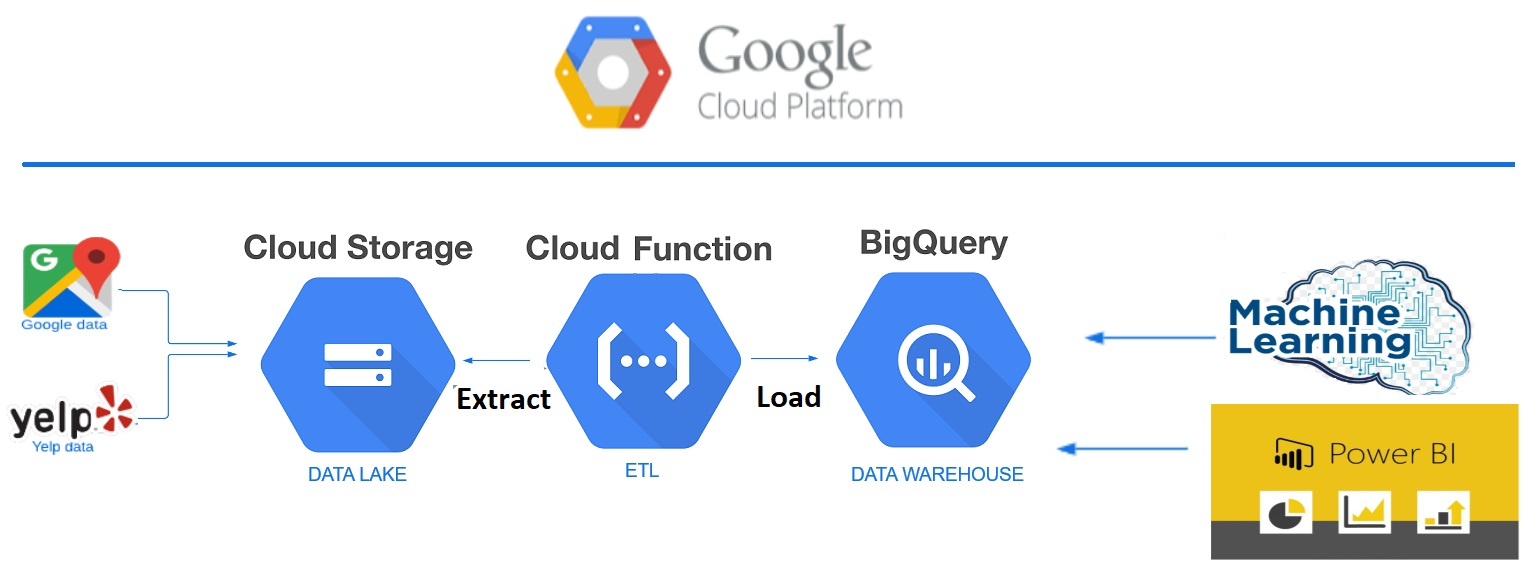 Google
Cloud Platform
Cloud Storage
Cloud Function
BigQuery
G
Google data
yelp
Yelp data
Extract
Load
DATA LAKE
ETL
DATA WAREHOUSE
Machine
Learning
Power BI